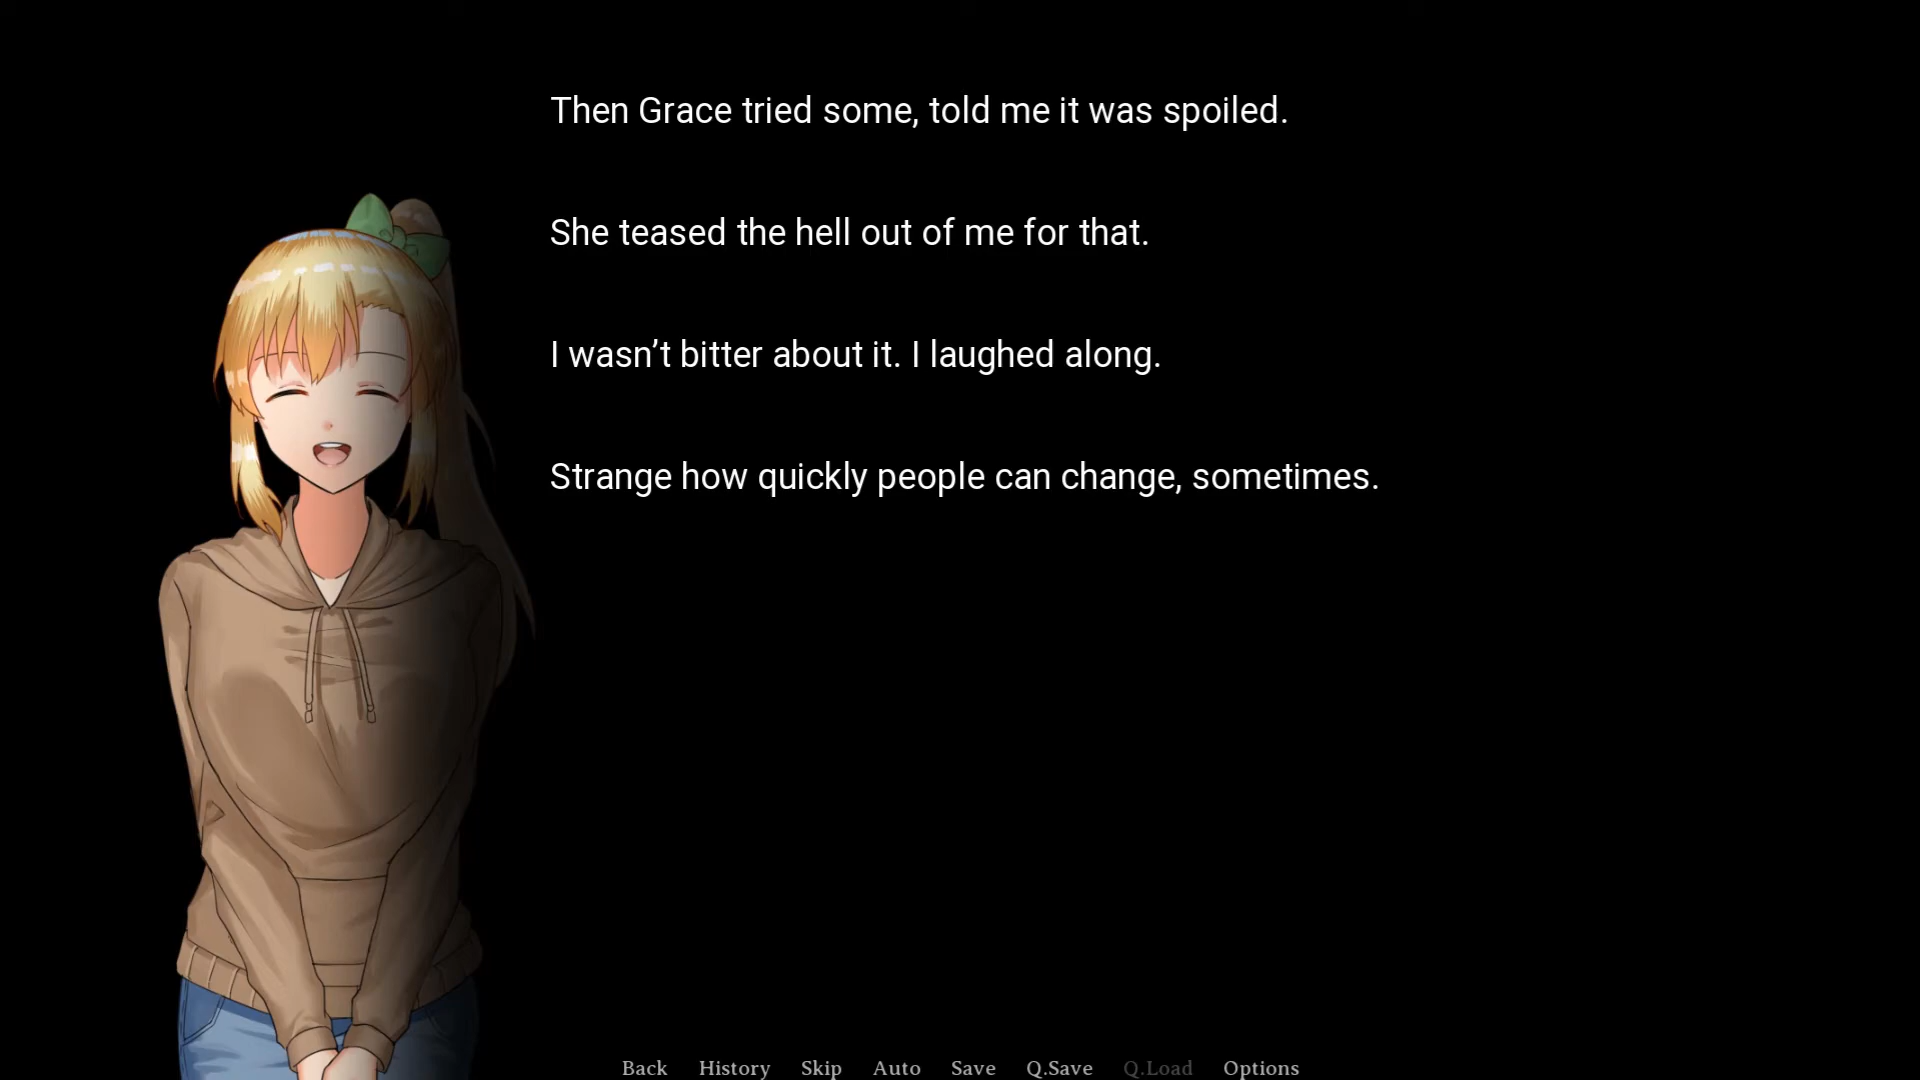 Then Grace tried some, told me it was spoiled.
She teased the hell out of me for that.
I wasn’t bitter about it. I laughed along.
Strange how quickly people can change, sometimes.
Back History Skip Auto Save Q.Save Q.Load Options